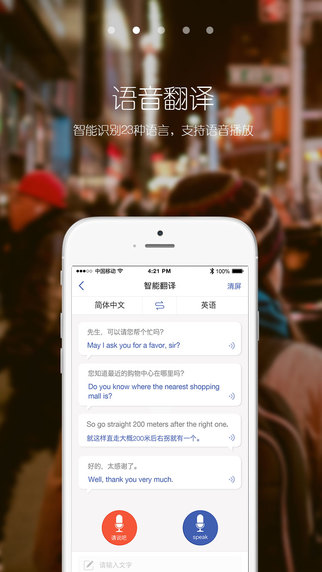 语音翻译
智能识别23种语言，支持语音播放
中国移动
4:21 PM
100%
智能翻译
清屏
简体中文
英语
先生，可以请您帮个忙吗？
May I ask you for a favor, sir?
您知道最近的购物中心在哪里吗？
Do you know where the nearest shopping
mall is?
So go straight 200 meters after the right one.
就这样直走大概200米后右拐就有一个。
好的，太感谢了。
Well, thank you very much.
请说吧
speak
请输入文字